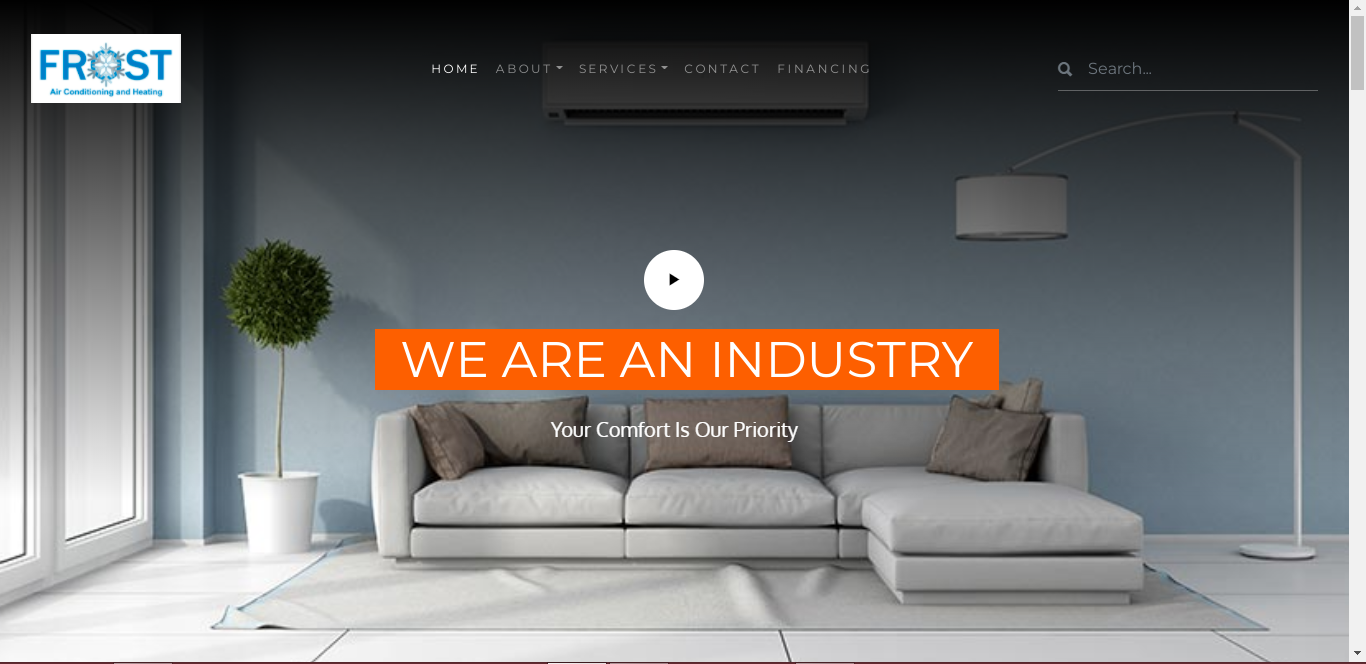 FROST
Air Conditioning and Heating
HOME ABOUT SERVICES CONTACT FINANCING
Search...
WE ARE AN INDUSTRY
Your Comfort Is Our Priority